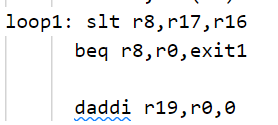 loop1: slt r8,r17,r16
beq r8,r0,exit1
daddi r19,r0,0